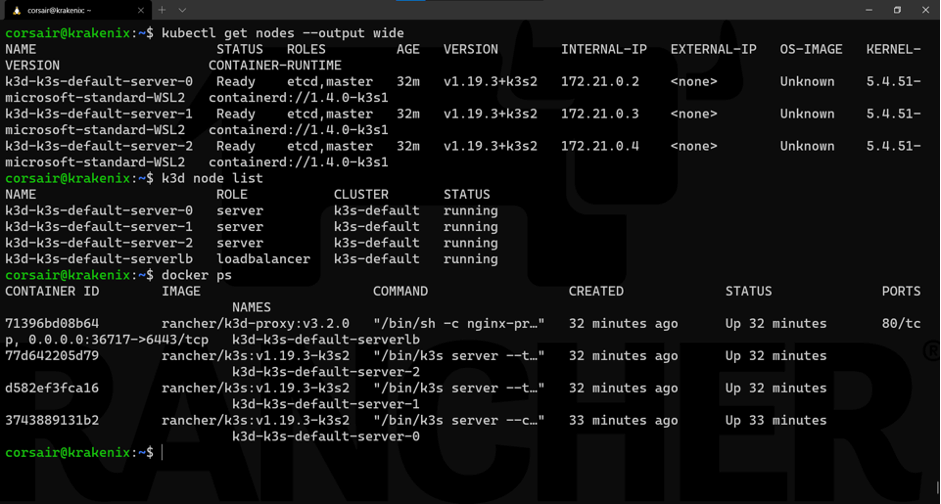 corsair@krakenix: ~
corsair@krakenix:~$ kubectl get nodes --output wide
NAME STATUS ROLES AGE VERSION INTERNAL-IP EXTERNAL-IP OS-IMAGE KERNEL-
VERSION CONTAINER-RUNTIME
k3d-k3s-default-server-0 Ready etcd,master 32m v1.19.3+k3s2 172.21.0.2 <none> Unknown 5.4.51-
microsoft-standard-WSL2 containerd://1.4.0-k3s1
k3d-k3s-default-server-1 Ready etcd,master 32m v1.19.3+k3s2 172.21.0.3 <none> Unknown 5.4.51-
microsoft-standard-WSL2 containerd://1.4.0-k3s1
k3d-k3s-default-server-2 Ready etcd,master 32m v1.19.3+k3s2 172.21.0.4 <none> Unknown 5.4.51-
microsoft-standard-WSL2 containerd://1.4.0-k3s1
corsair@krakenix:~$ k3d node list
NAME ROLE CLUSTER STATUS
k3d-k3s-default-server-0 server k3s-default running
k3d-k3s-default-server-1 server k3s-default running
k3d-k3s-default-server-2 server k3s-default running
k3d-k3s-default-serverlb loadbalancer k3s-default running
corsair@krakenix:~$ docker ps
CONTAINER ID IMAGE COMMAND CREATED STATUS PORTS
NAMES
71396bd08b64 rancher/k3d-proxy:v3.2.0 "/bin/sh -c nginx-pr…" 32 minutes ago Up 32 minutes 80/tc
p, 0.0.0.0:36717->6443/tcp k3d-k3s-default-serverlb
77d642205d79 rancher/k3s:v1.19.3-k3s2 "/bin/k3s server --t…" 32 minutes ago Up 32 minutes
k3d-k3s-default-server-2
d582ef3fca16 rancher/k3s:v1.19.3-k3s2 "/bin/k3s server --t…" 32 minutes ago Up 32 minutes
k3d-k3s-default-server-1
3743889131b2 rancher/k3s:v1.19.3-k3s2 "/bin/k3s server --c…" 33 minutes ago Up 33 minutes
k3d-k3s-default-server-0
corsair@krakenix:~$
RANCHER®